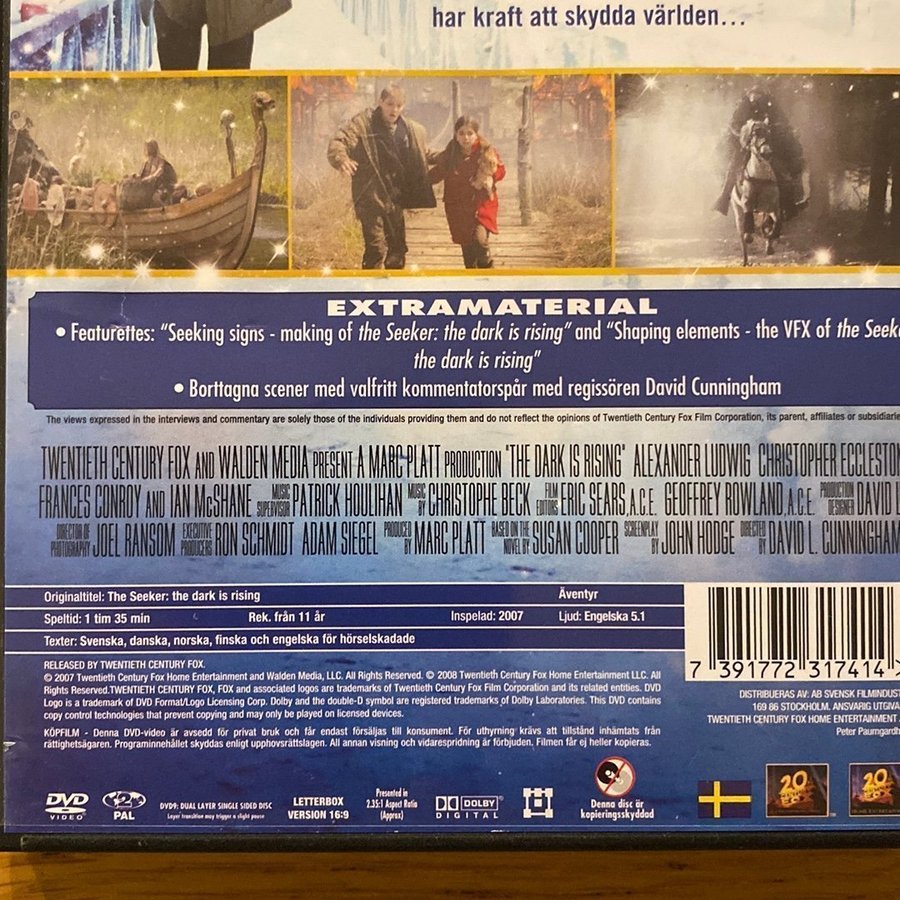 har kraft att skydda världen...
EXTRAMATERIAL
• Featurettes: "Seeking signs - making of the Seeker: the dark is rising" and "Shaping elements - the VFX of the Seek
the dark is rising"
• Borttagna scener med valfritt kommentatorspår med regissören David Cunningham
The views expressed in the interviews and commentary are solely those of the individuals providing them and do not reflect the opinions of Twentieth Century Fox Film Corporation, its parent, affiliates or subsidiarie
TWENTIETH CENTURY FOX AND WALDEN MEDIA PRESENT A MARC PLATT PRODUCTION "THE DARK IS RISING" ALEXANDER LUDWIG CHRISTOPHER ECCLESTON
FRANCES CONROY AND IAN McSHANE MUSIC SUPERVISOR PATRICK HOULIHAN MUSIC BY CHRISTOPHE BECK FILM EDITORS ERIC SEARS, A.C.E. GEOFFREY ROWLAND, A.C.E. PRODUCTION DESIGNER DAVID L
DIRECTOR OF PHOTOGRAPHY JOEL RANSOM EXECUTIVE PRODUCERS RON SCHMIDT ADAM SIEGEL PRODUCED BY MARC PLATT BASED ON THE NOVEL BY SUSAN COOPER SCREENPLAY BY JOHN HODGE DIRECTED BY DAVID L. CUNNINGHAM
Originaltitel: The Seeker: the dark is rising Äventyr
Speltid: 1 tim 35 min Rek. från 11 år Inspelad: 2007 Ljud: Engelska 5.1
Texter: Svenska, danska, norska, finska och engelska för hörselskadade
RELEASED BY TWENTIETH CENTURY FOX.
© 2007 Twentieth Century Fox Home Entertainment and Walden Media, LLC. All Rights Reserved. © 2008 Twentieth Century Fox Home Entertainment LLC. All
Rights Reserved.TWENTIETH CENTURY FOX, FOX and associated logos are trademarks of Twentieth Century Fox Film Corporation and its related entities. DVD
Logo is a trademark of DVD Format/Logo Licensing Corp. Dolby and the double-D symbol are registered trademarks of Dolby Laboratories. This DVD contains
copy control technologies that prevent copying and may only be played on licensed devices.
KÖPFILM - Denna DVD-video är avsedd för privat bruk och får endast försäljas till konsument. För uthyrning krävs att tillstånd inhämtats från
rättighetsägaren. Programinnehållet skyddas enligt upphovsrättslagen. All annan visning och vidarespridning är förbjuden. Filmen får ej heller kopieras.
7 391772 317414 >
DISTRIBUERAS AV: AB SVENSK FILMINDUST
169 86 STOCKHOLM. ANSVARIG UTGIVA
TWENTIETH CENTURY FOX HOME ENTERTAINMENT
Peter Paumgardh
DVD VIDEO
2 PAL
DVD9: DUAL LAYER SINGLE SIDED DISC
Layer transition may trigger a slight pause
LETTERBOX
VERSION 16:9
Presented in
2.35:1 Aspect Ratio
(Approx)
DOLBY
DIGITAL
Denna disc är
kopieringsskyddad
20
20